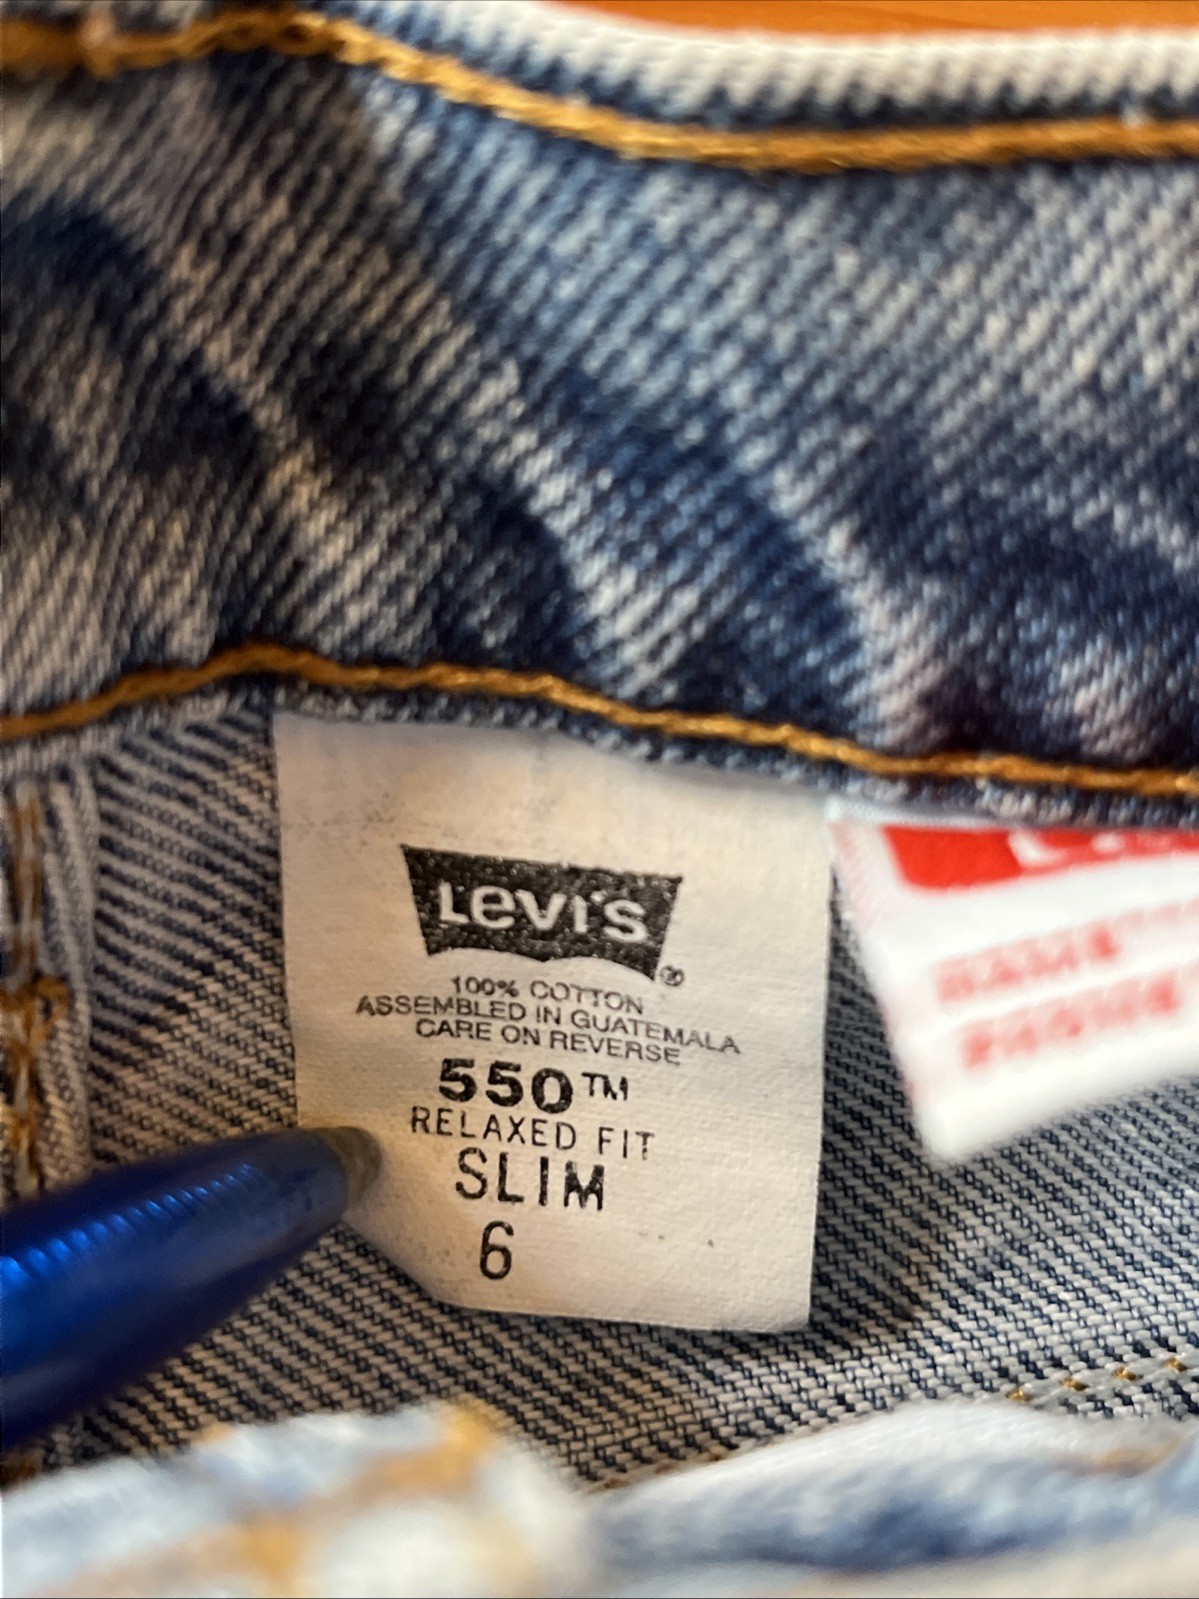 Levi's®
100% COTTON
ASSEMBLED IN GUATEMALA
CARE ON REVERSE
550™
RELAXED FIT
SLIM
6